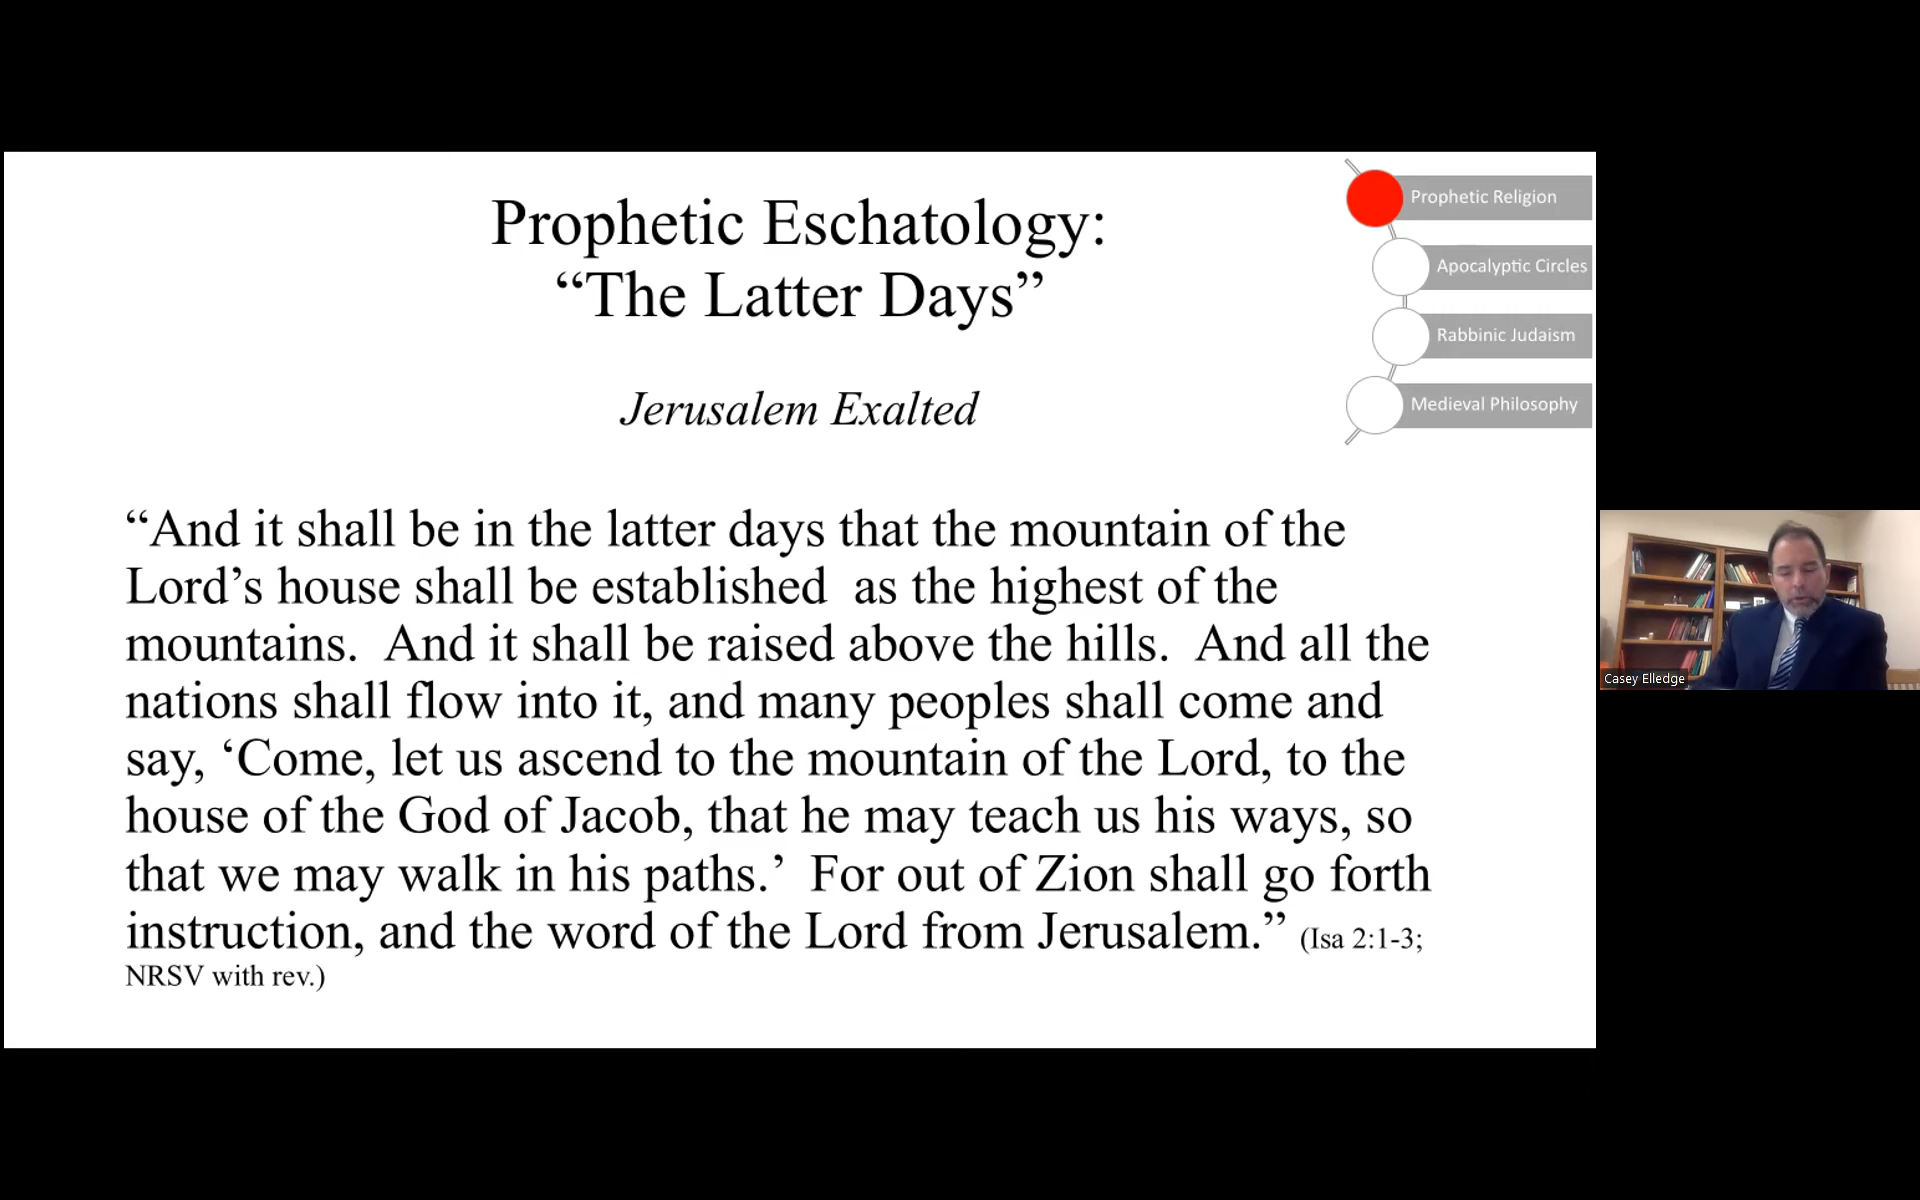 Prophetic Eschatology:
“The Latter Days”
Jerusalem Exalted
“And it shall be in the latter days that the mountain of the
Lord’s house shall be established  as the highest of the
mountains.  And it shall be raised above the hills.  And all the
nations shall flow into it, and many peoples shall come and
say, ‘Come, let us ascend to the mountain of the Lord, to the
house of the God of Jacob, that he may teach us his ways, so
that we may walk in his paths.’  For out of Zion shall go forth
instruction, and the word of the Lord from Jerusalem.” (Isa 2:1-3;
NRSV with rev.)
Prophetic Religion
Apocalyptic Circles
Rabbinic Judaism
Medieval Philosophy
Casey Elledge